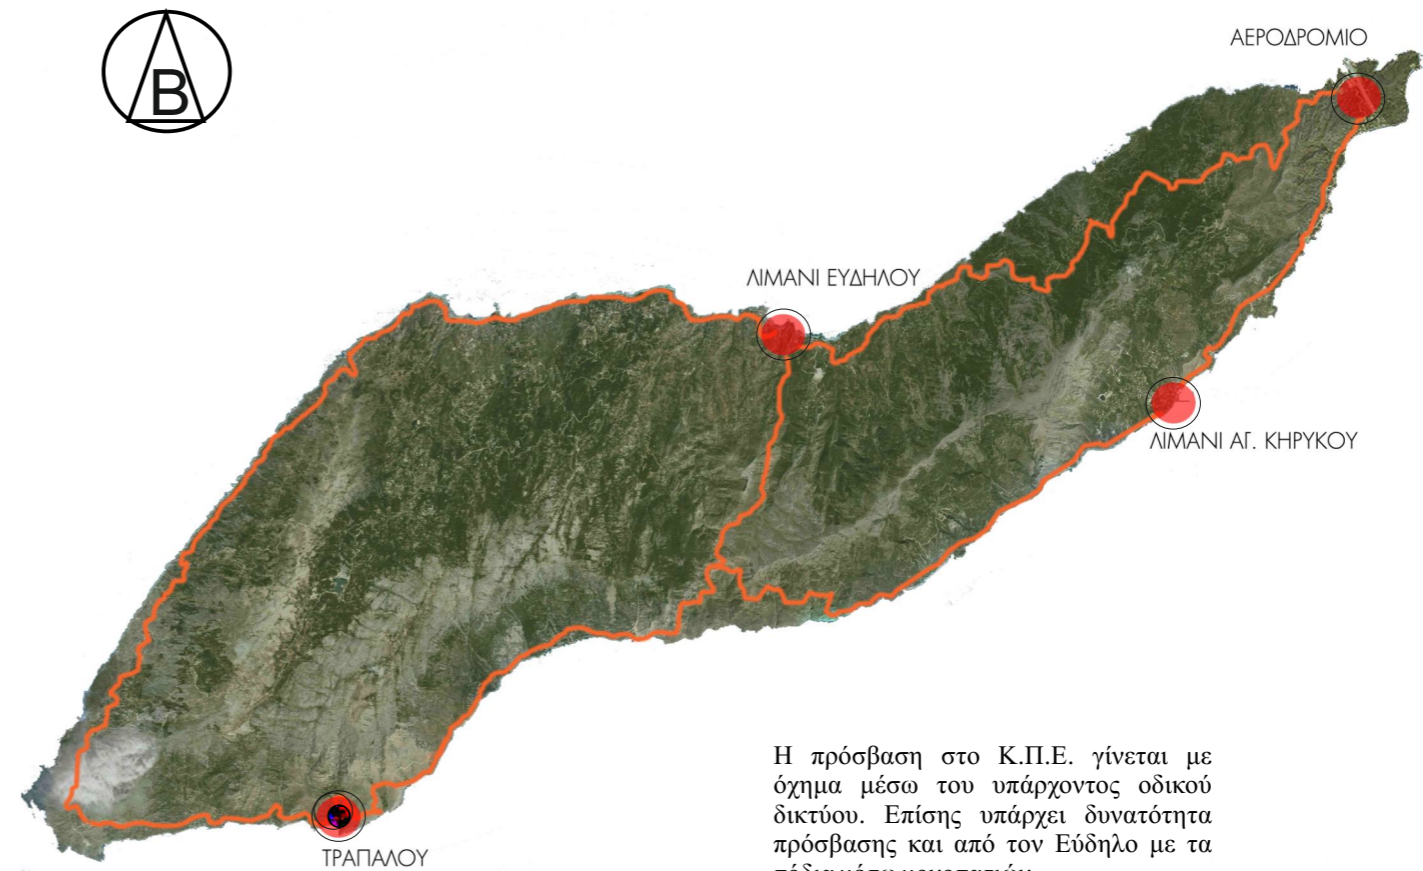 Β
ΑΕΡΟΔΡΟΜΙΟ
ΛΙΜΑΝΙ ΕΥΔΗΛΟΥ
ΛΙΜΑΝΙ ΑΓ. ΚΗΡΥΚΟΥ
ΤΡΑΠΑΛΟΥ
Η πρόσβαση στο Κ.Π.Ε. γίνεται με
όχημα μέσω του υπάρχοντος οδικού
δικτύου. Επίσης υπάρχει δυνατότητα
πρόσβασης και από τον Εύδηλο με τα